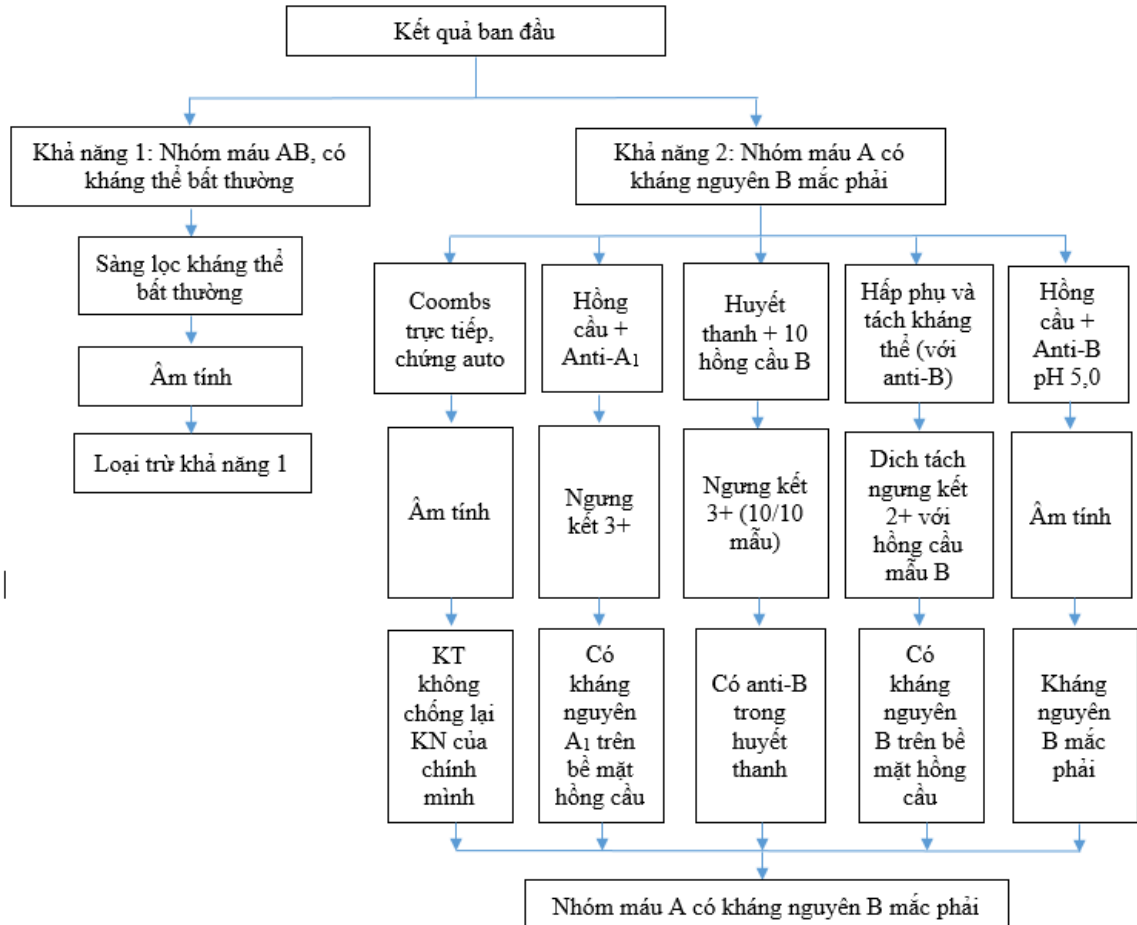 Kết quả ban đầu
Khả năng 1: Nhóm máu AB, có
kháng thể bất thường
Khả năng 2: Nhóm máu A có
kháng nguyên B mắc phải
Sàng lọc kháng thể
bất thường
Âm tính
Loại trừ khả năng 1
Coombs
trực tiếp,
chứng auto
Hồng
cầu +
Anti-A₁
Huyết
thanh + 10
hồng cầu B
Hấp phụ và
tách kháng
thể (với
anti-B)
Hồng
cầu +
Anti-B
pH 5,0
Âm tính
Ngưng
kết 3+
Ngưng kết
3+ (10/10
mẫu)
Dich tách
ngưng kết
2+ với
hồng cầu
mẫu B
Âm tính
KT
không
chống lại
KN của
chính
mình
Có
kháng
nguyên
A₁ trên
bề mặt
hồng cầu
Có anti-B
trong
huyết
thanh
Có
kháng
nguyên
B trên bề
mặt hồng
cầu
Kháng
nguyên
B mắc
phải
Nhóm máu A có kháng nguyên B mắc phải